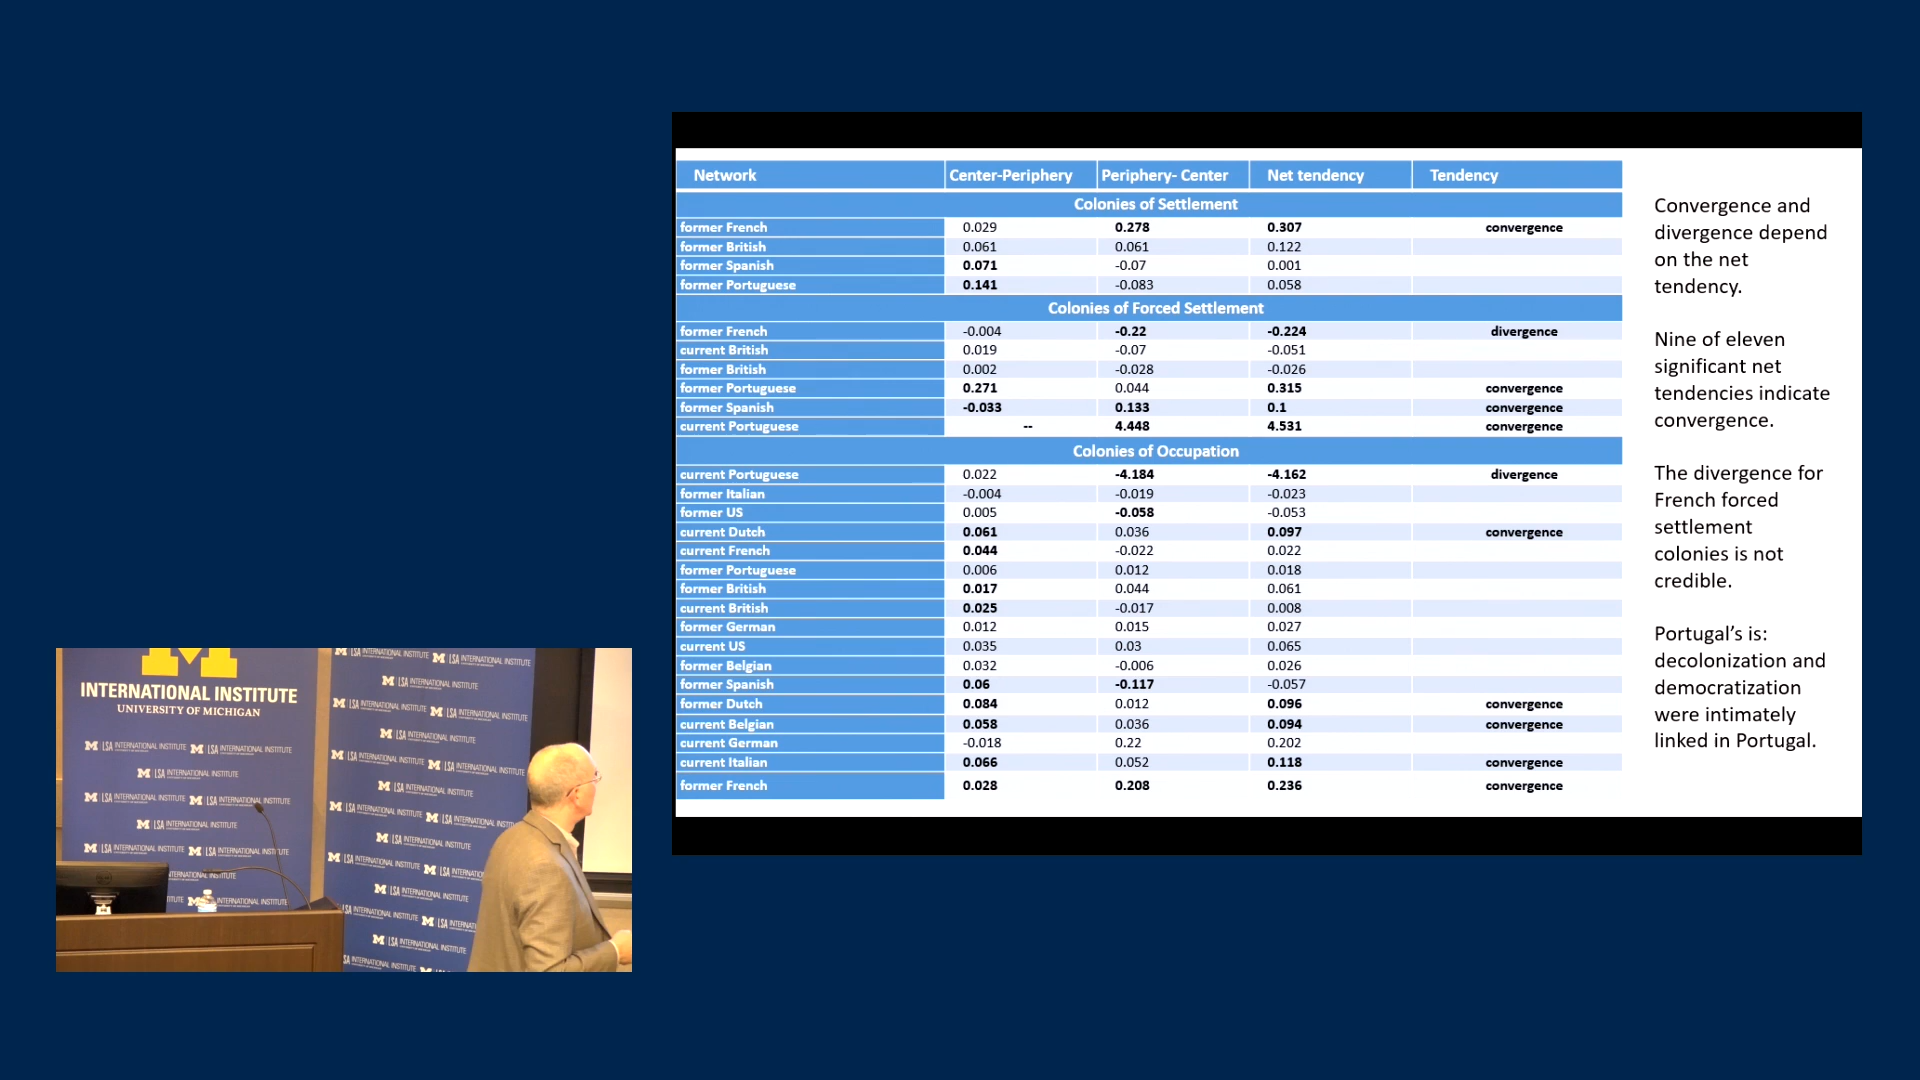 Network Center-Periphery Periphery- Center Net tendency Tendency
Colonies of Settlement
former French 0.029 0.278 0.307 convergence
former British 0.061 0.061 0.122
former Spanish 0.071 -0.07 0.001
former Portuguese 0.141 -0.083 0.058
Colonies of Forced Settlement
former French -0.004 -0.22 -0.224 divergence
current British 0.019 -0.07 -0.051
former British 0.002 -0.028 -0.026
former Portuguese 0.271 0.044 0.315 convergence
former Spanish -0.033 0.133 0.1 convergence
current Portuguese -- 4.448 4.531 convergence
Colonies of Occupation
current Portuguese 0.022 -4.184 -4.162 divergence
former Italian -0.004 -0.019 -0.023
former US 0.005 -0.058 -0.053
current Dutch 0.061 0.036 0.097 convergence
current French 0.044 -0.022 0.022
former Portuguese 0.006 0.012 0.018
former British 0.017 0.044 0.061
current British 0.025 -0.017 0.008
former German 0.012 0.015 0.027
current US 0.035 0.03 0.065
former Belgian 0.032 -0.006 0.026
former Spanish 0.06 -0.117 -0.057
former Dutch 0.084 0.012 0.096 convergence
current Belgian 0.058 0.036 0.094 convergence
current German -0.018 0.22 0.202
current Italian 0.066 0.052 0.118 convergence
former French 0.028 0.208 0.236 convergence
Convergence and
divergence depend
on the net
tendency.
Nine of eleven
significant net
tendencies indicate
convergence.
The divergence for
French forced
settlement
colonies is not
credible.
Portugal's is:
decolonization and
democratization
were intimately
linked in Portugal.
INTERNATIONAL INSTITUTE
UNIVERSITY OF MICHIGAN
M LSA INTERNATIONAL INSTITUTE